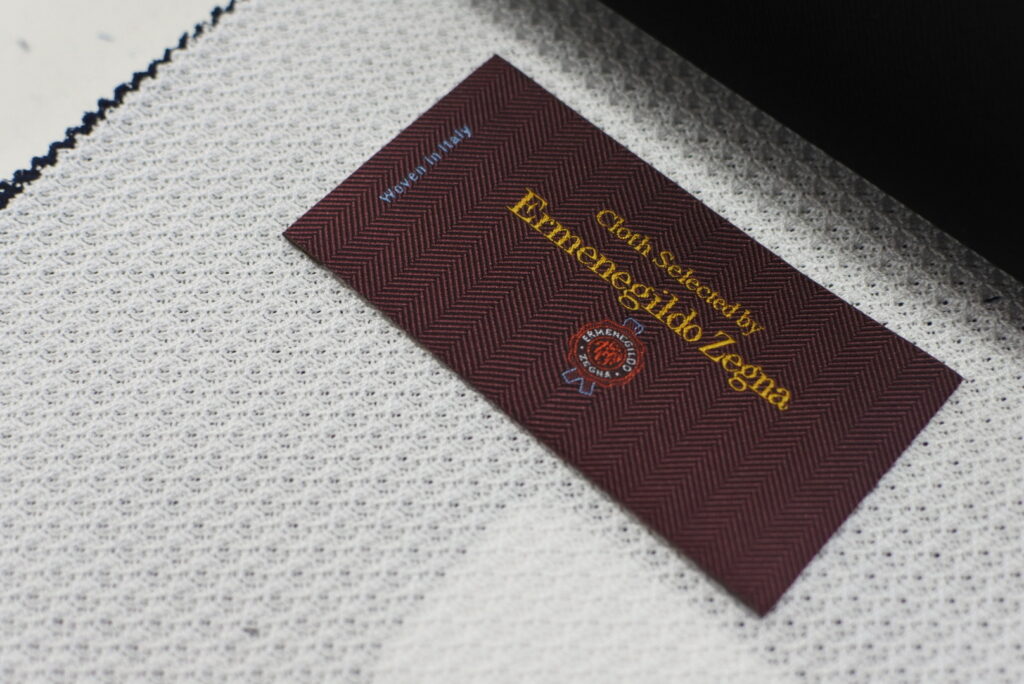 Woven in Italy
Cloth Selected by
Ermenegildo Zegna
ERMENEGILDO
ZEGNA